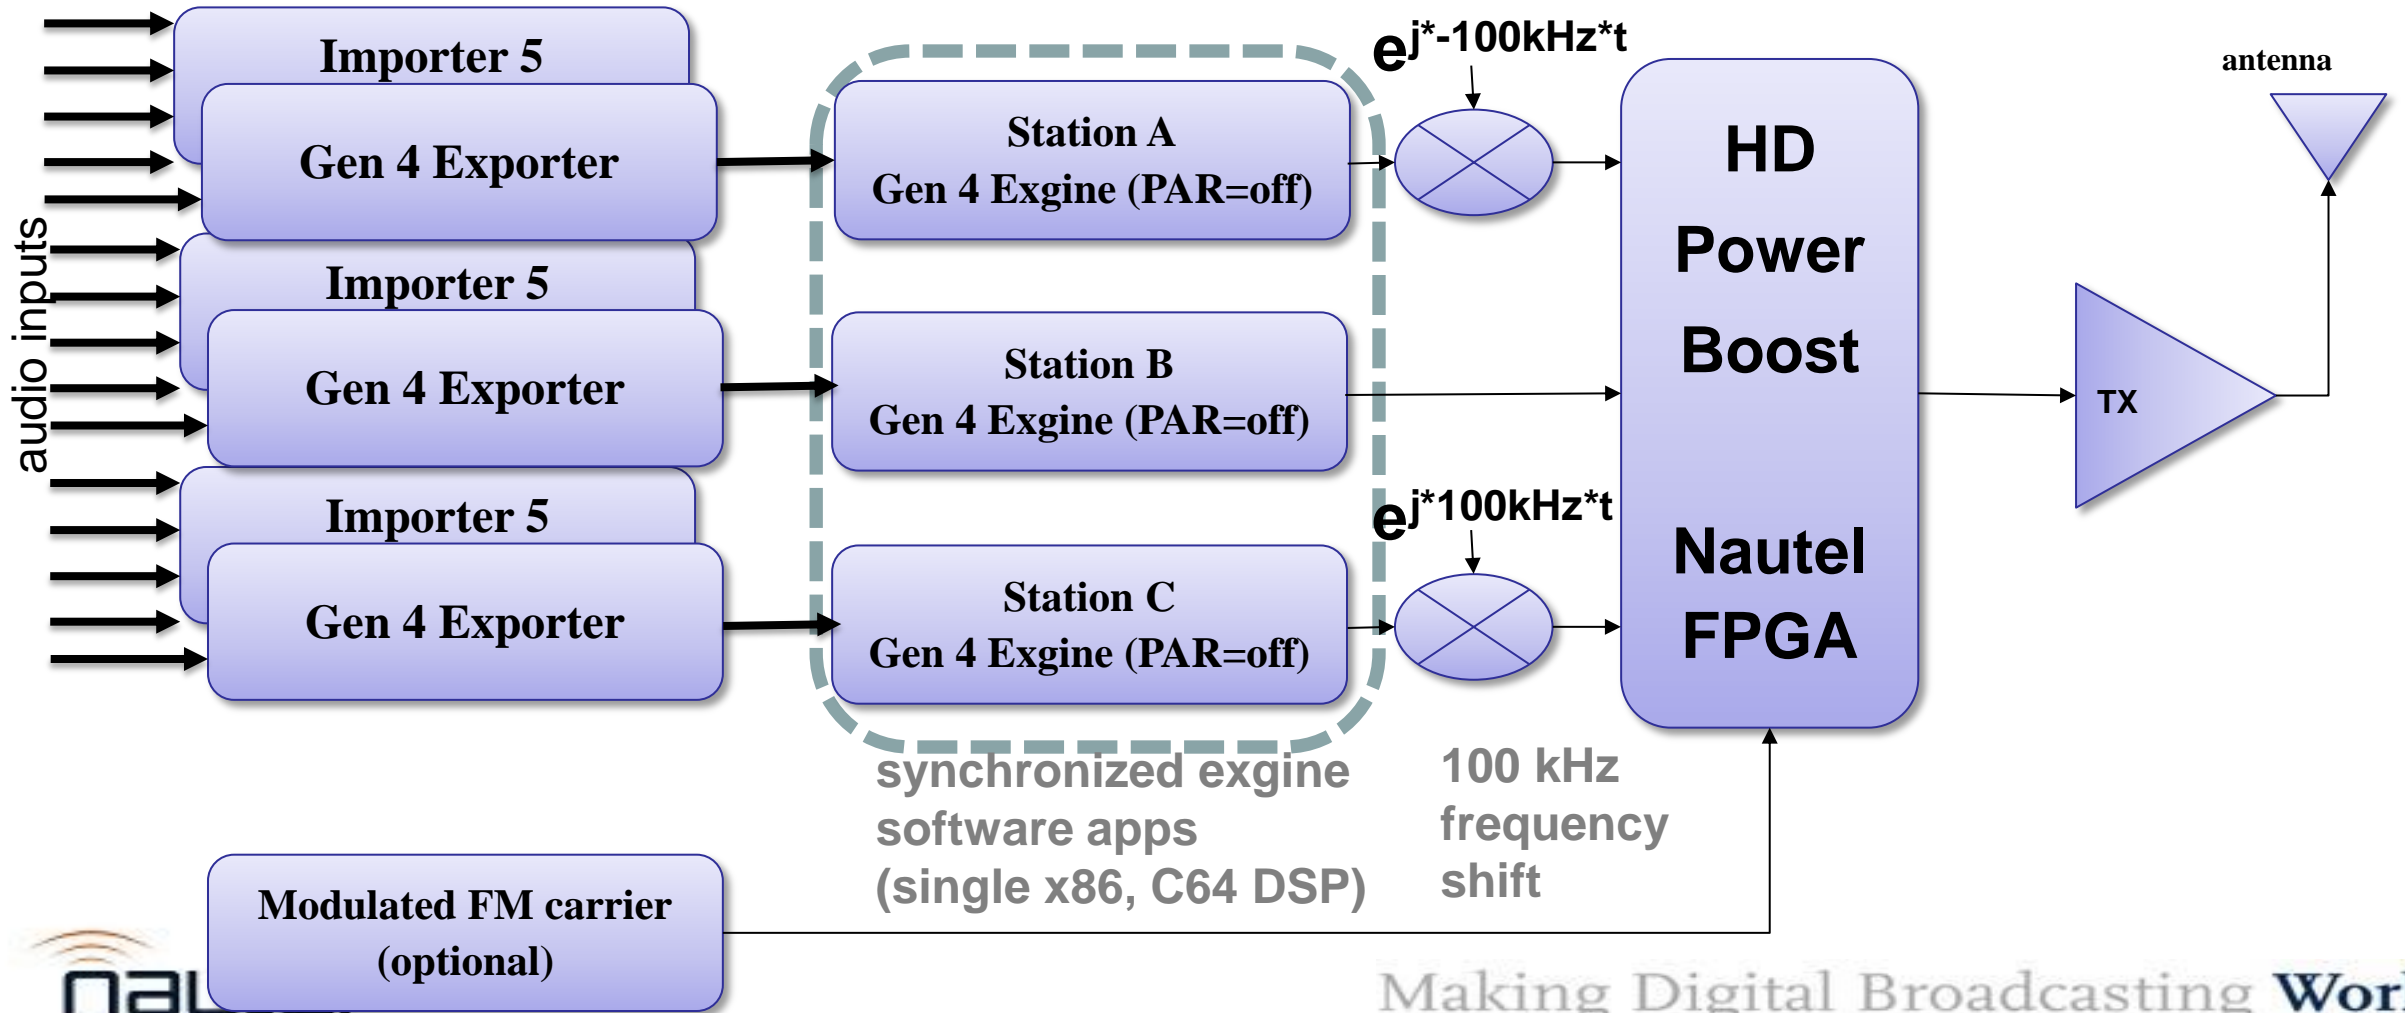 audio inputs
Importer 5
Gen 4 Exporter
Importer 5
Gen 4 Exporter
Importer 5
Gen 4 Exporter
Station A
Gen 4 Exgine (PAR=off)
Station B
Gen 4 Exgine (PAR=off)
Station C
Gen 4 Exgine (PAR=off)
synchronized exgine
software apps
(single x86, C64 DSP)
ej*-100kHz*t
ej*100kHz*t
100 kHz
frequency
shift
HD
Power
Boost
Nautel
FPGA
TX
antenna
Modulated FM carrier
(optional)
Making Digital Broadcasting